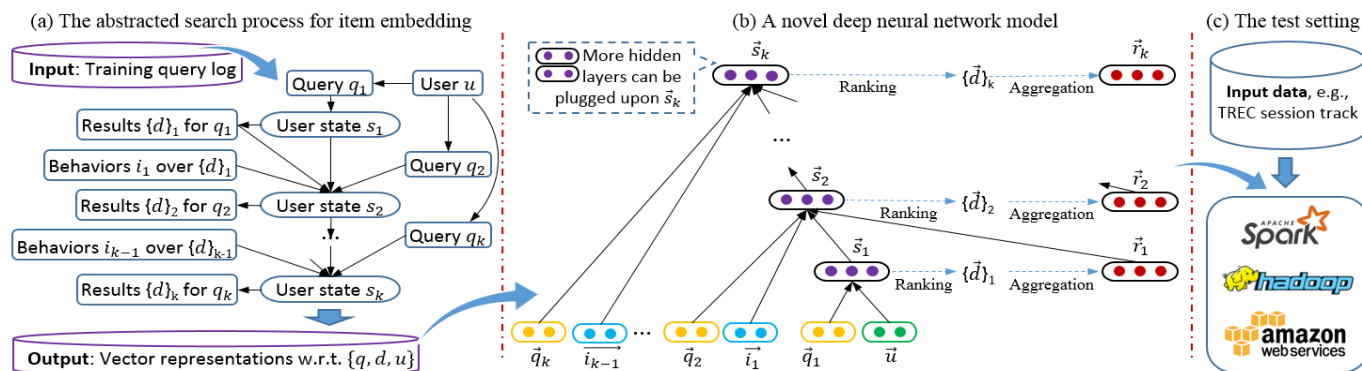 (a) The abstracted search process for item embedding
Input: Training query log
Query q₁
User u
Results {d}₁ for q₁
User state s₁
Behaviors i₁ over {d}₁
Query q₂
Results {d}₂ for q₂
User state s₂
...
Behaviors iₖ₋₁ over {d}ₖ₋₁
Query qₖ
Results {d}ₖ for qₖ
User state sₖ
Output: Vector representations w.r.t. {q, d, u}
(b) A novel deep neural network model
More hidden
layers can be
plugged upon s⃗ₖ
s⃗ₖ
Ranking
{d⃗}ₖ
Aggregation
r⃗ₖ
...
s⃗₂
Ranking
{d⃗}₂
Aggregation
r⃗₂
s⃗₁
Ranking
{d⃗}₁
Aggregation
r⃗₁
q⃗ₖ
i⃗ₖ₋₁
...
q⃗₂
i⃗₁
q⃗₁
u⃗
(c) The test setting
Input data, e.g.,
TREC session track
APACHE
Spark
hadoop
amazon
webservices